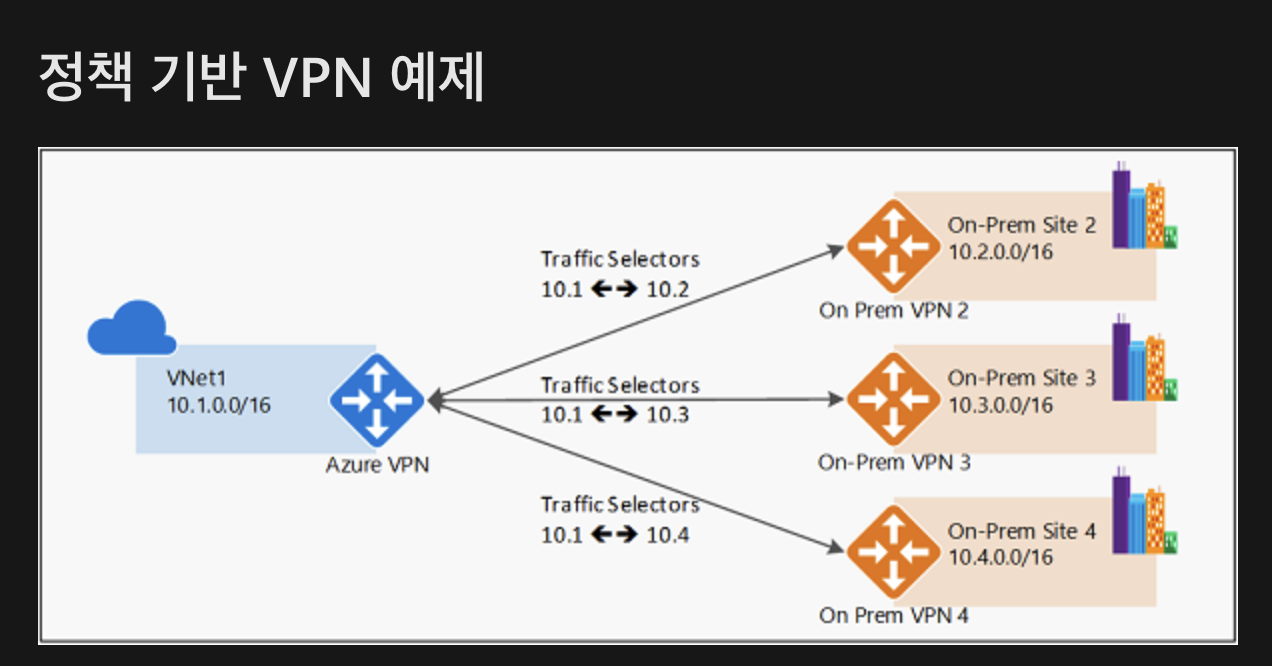 정책 기반 VPN 예제
Traffic Selectors
10.1 ←→ 10.2
On-Prem Site 2
10.2.0.0/16
On Prem VPN 2
VNet1
10.1.0.0/16
Azure VPN
Traffic Selectors
10.1 ←→ 10.3
On-Prem Site 3
10.3.0.0/16
On-Prem VPN 3
Traffic Selectors
10.1 ←→ 10.4
On-Prem Site 4
10.4.0.0/16
On Prem VPN 4